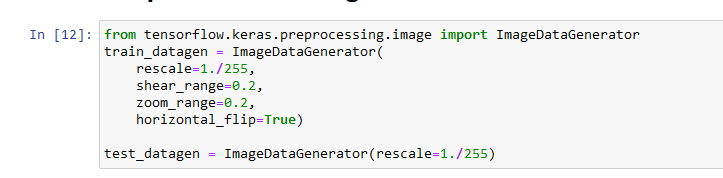 In [12]: from tensorflow.keras.preprocessing.image import ImageDataGenerator
train_datagen = ImageDataGenerator(
    rescale=1./255,
    shear_range=0.2,
    zoom_range=0.2,
    horizontal_flip=True)

test_datagen = ImageDataGenerator(rescale=1./255)